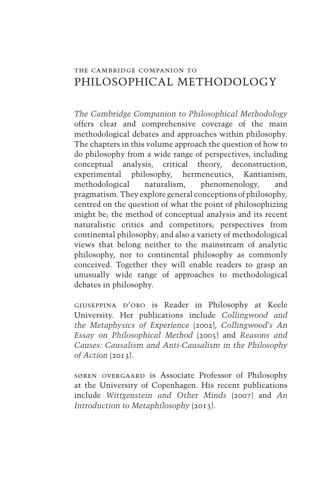 THE CAMBRIDGE COMPANION TO
PHILOSOPHICAL METHODOLOGY
The Cambridge Companion to Philosophical Methodology
offers clear and comprehensive coverage of the main
methodological debates and approaches within philosophy.
The chapters in this volume approach the question of how to
do philosophy from a wide range of perspectives, including
conceptual analysis, critical theory, deconstruction,
experimental philosophy, hermeneutics, Kantianism,
methodological naturalism, phenomenology, and
pragmatism. They explore general conceptions of philosophy,
centred on the question of what the point of philosophizing
might be; the method of conceptual analysis and its recent
naturalistic critics and competitors; perspectives from
continental philosophy; and also a variety of methodological
views that belong neither to the mainstream of analytic
philosophy, nor to continental philosophy as commonly
conceived. Together they will enable readers to grasp an
unusually wide range of approaches to methodological
debates in philosophy.
GIUSEPPINA D'ORO is Reader in Philosophy at Keele
University. Her publications include Collingwood and
the Metaphysics of Experience (2002), Collingwood's An
Essay on Philosophical Method (2005) and Reasons and
Causes: Causalism and Anti-Causalism in the Philosophy
of Action (2013).
SØREN OVERGAARD is Associate Professor of Philosophy
at the University of Copenhagen. His recent publications
include Wittgenstein and Other Minds (2007) and An
Introduction to Metaphilosophy (2013).